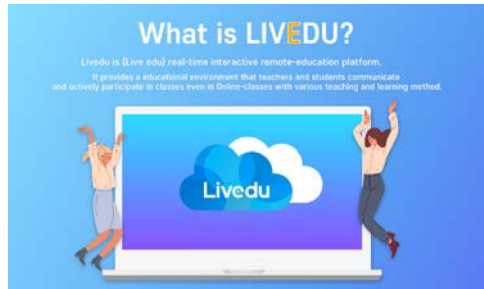 What is LIVEDU?
Livedu is (Live edu) real-time interactive remote-education platform.
It provides a educational environment that teachers and students communicate
and actively participate in classes even in Online-classes with various teaching and learning method.
Livedu